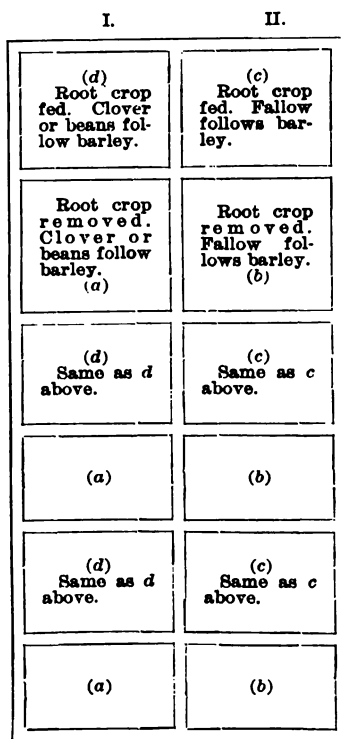 I. II.
(d)
Root crop
fed. Clover
or beans fol-
low barley.
(c)
Root crop
fed. Fallow
follows bar-
ley.
Root crop
removed.
Clover or
beans follow
barley.
(a)
Root crop
removed.
Fallow fol-
lows barley.
(b)
(d)
Same as d
above.
(c)
Same as c
above.
(a)
(b)
(d)
Same as d
above.
(c)
Same as c
above.
(a)
(b)